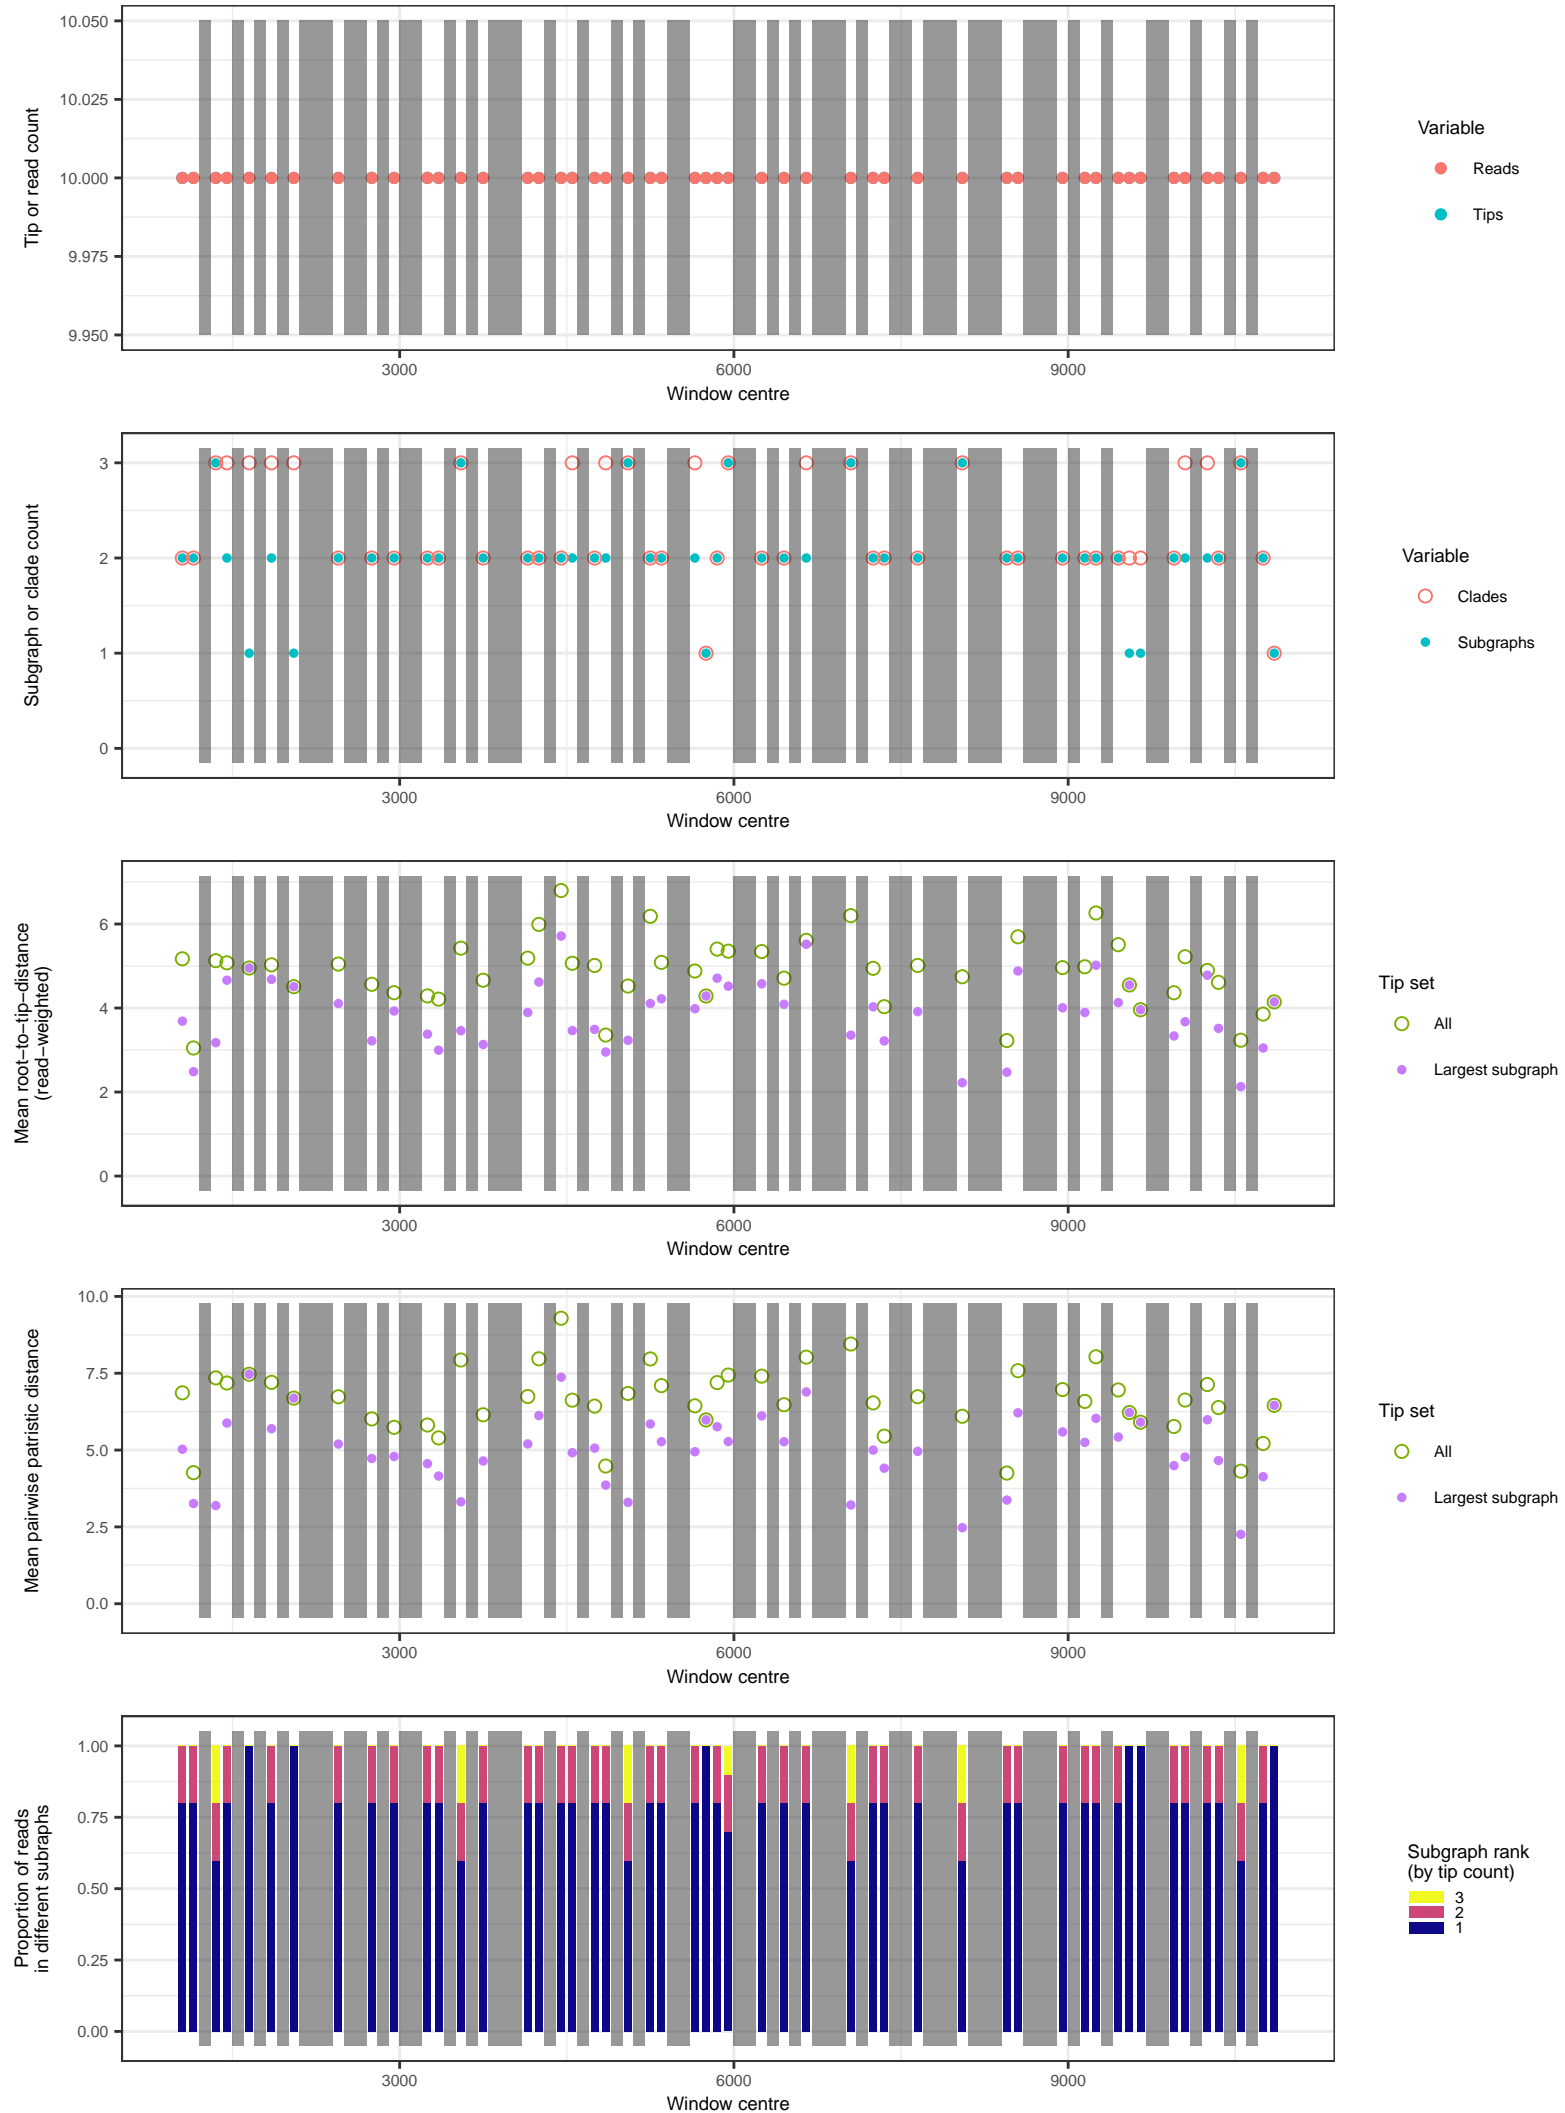 10.050
10.025
10.000
9.975
9.950
Tip or read count
3000
6000
9000
Window centre
Variable
Reads
Tips
3
2
1
0
Subgraph or clade count
3000
6000
9000
Window centre
Variable
Clades
Subgraphs
6
4
2
0
Mean root-to-tip-distance
(read-weighted)
3000
6000
9000
Window centre
Tip set
All
Largest subgraph
10.0
7.5
5.0
2.5
0.0
Mean pairwise patristic distance
3000
6000
9000
Window centre
Tip set
All
Largest subgraph
1.00
0.75
0.50
0.25
0.00
Proportion of reads
in different subraphs
3000
6000
9000
Window centre
Subgraph rank
(by tip count)
3
2
1